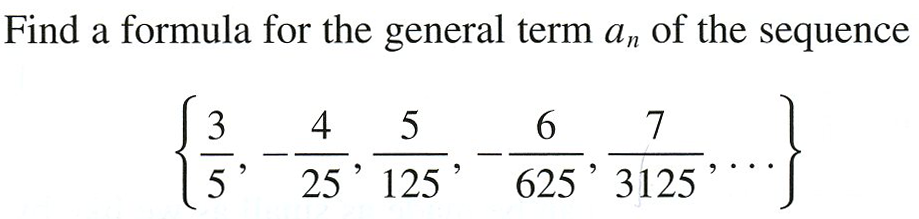 Find a formula for the general term a_n of the sequence
{3/5, -4/25, 5/125, -6/625, 7/3125, ...}